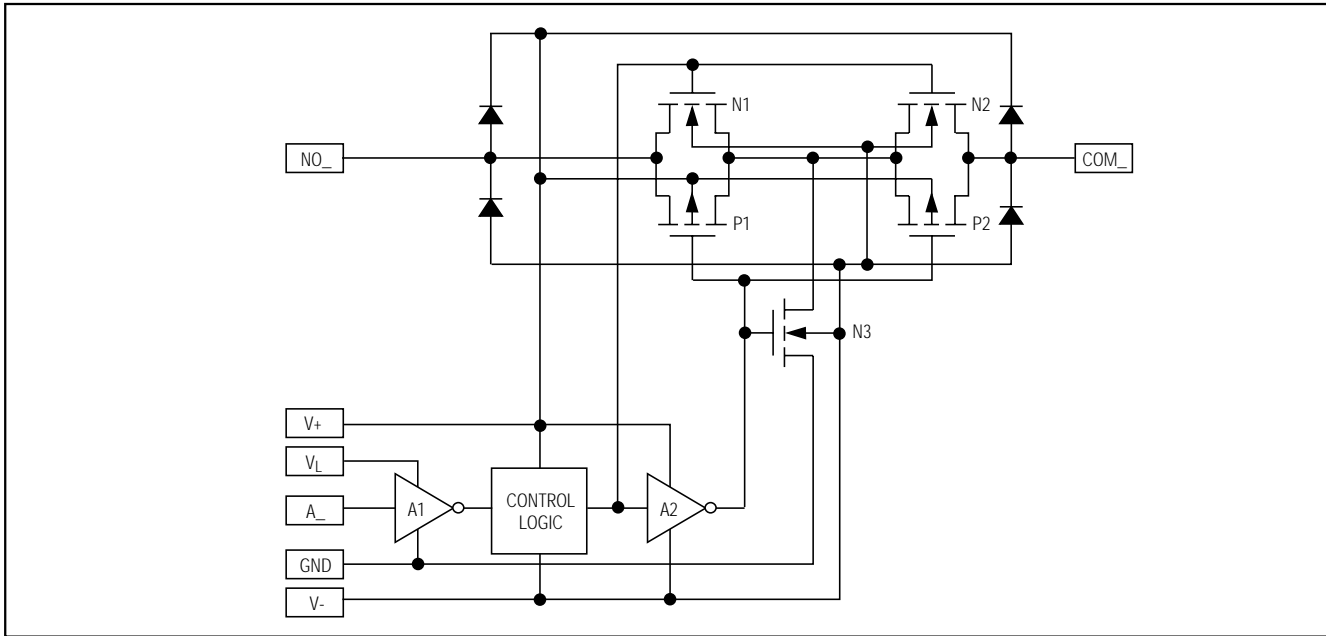 N1
N2
NO_
COM_
P1
P2
N3
V+
VL
A_
A1
CONTROL
LOGIC
A2
GND
V-